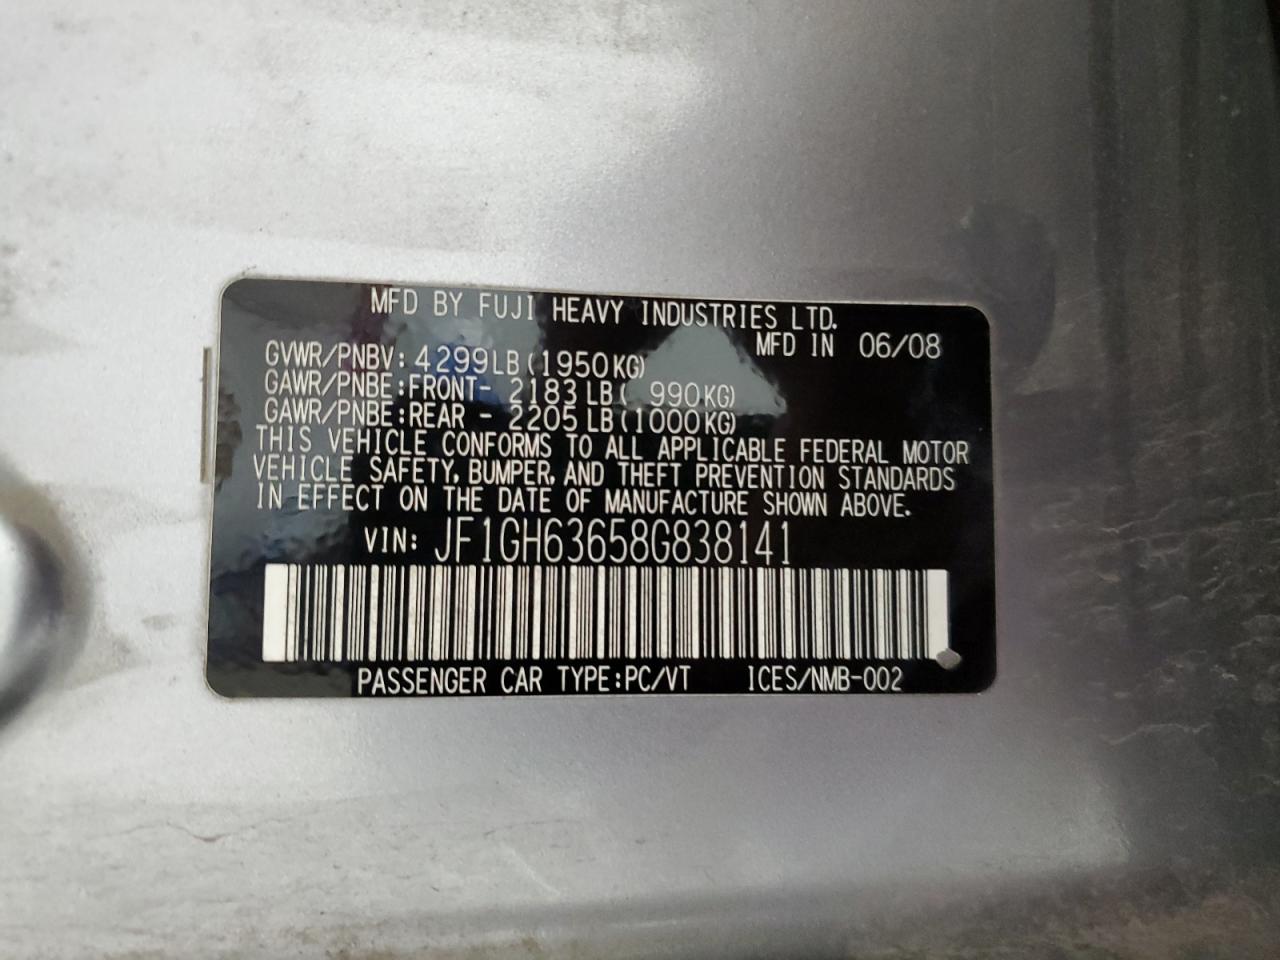 MFD BY FUJI HEAVY INDUSTRIES LTD.
MFD IN 06/08
GVWR/PNBV: 4299LB(1950KG)
GAWR/PNBE:FRONT- 2183LB( 990KG)
GAWR/PNBE:REAR - 2205LB(1000KG)
THIS VEHICLE CONFORMS TO ALL APPLICABLE FEDERAL MOTOR
VEHICLE SAFETY, BUMPER, AND THEFT PREVENTION STANDARDS
IN EFFECT ON THE DATE OF MANUFACTURE SHOWN ABOVE.
VIN: JF1GH63658G838141
PASSENGER CAR TYPE:PC/VT ICES/NMB-002